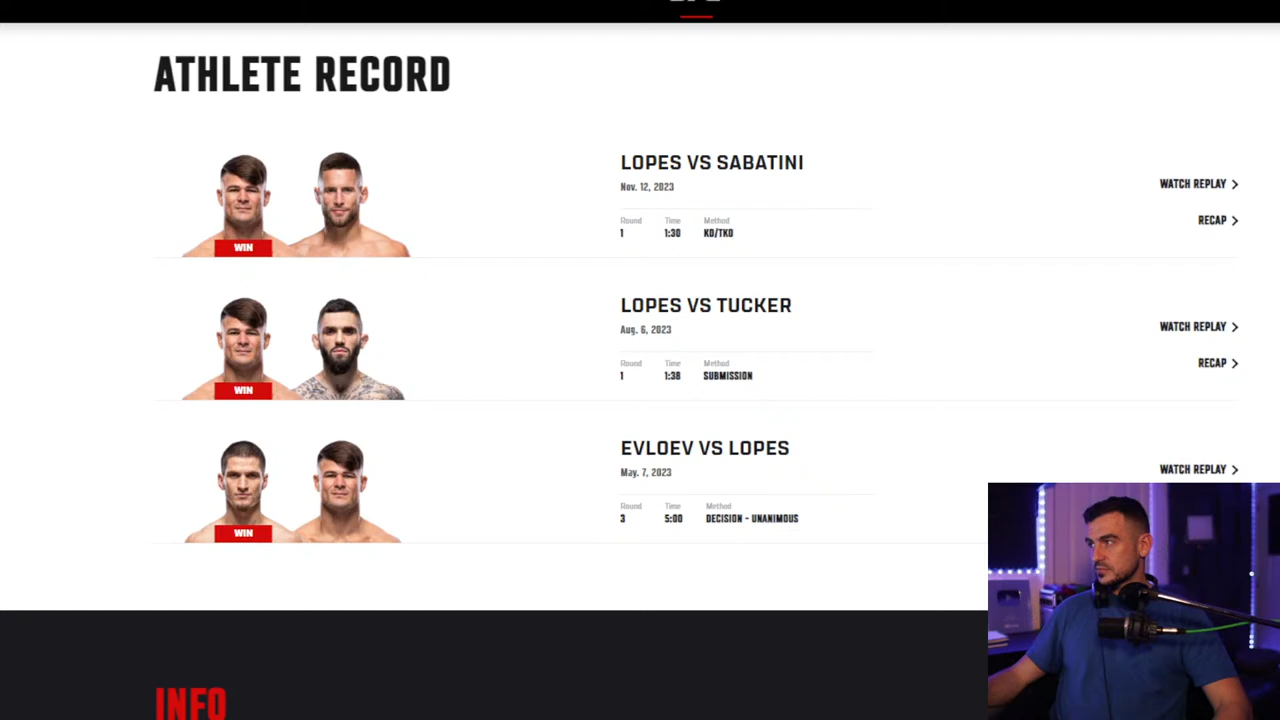 ATHLETE RECORD
LOPES VS SABATINI
Nov. 12, 2023
Round Time Method
1 1:30 KO/TKO
WIN
WATCH REPLAY
RECAP
LOPES VS TUCKER
Aug. 6, 2023
Round Time Method
1 1:38 SUBMISSION
WIN
WATCH REPLAY
RECAP
EVLOEV VS LOPES
May. 7, 2023
Round Time Method
3 5:00 DECISION - UNANIMOUS
WIN
WATCH REPLAY
INFO